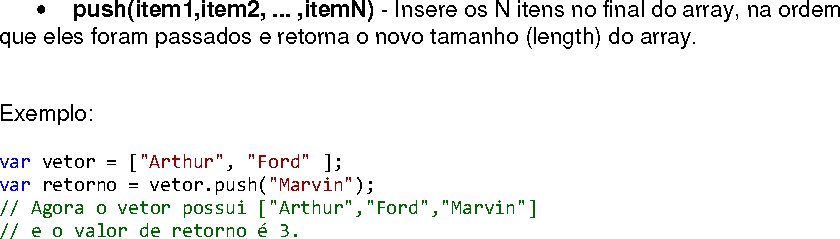 • push(item1,item2, ... ,itemN) - Insere os N itens no final do array, na ordem
que eles foram passados e retorna o novo tamanho (length) do array.
Exemplo:
var vetor = ["Arthur", "Ford" ];
var retorno = vetor.push("Marvin");
// Agora o vetor possui ["Arthur","Ford","Marvin"]
// e o valor de retorno é 3.